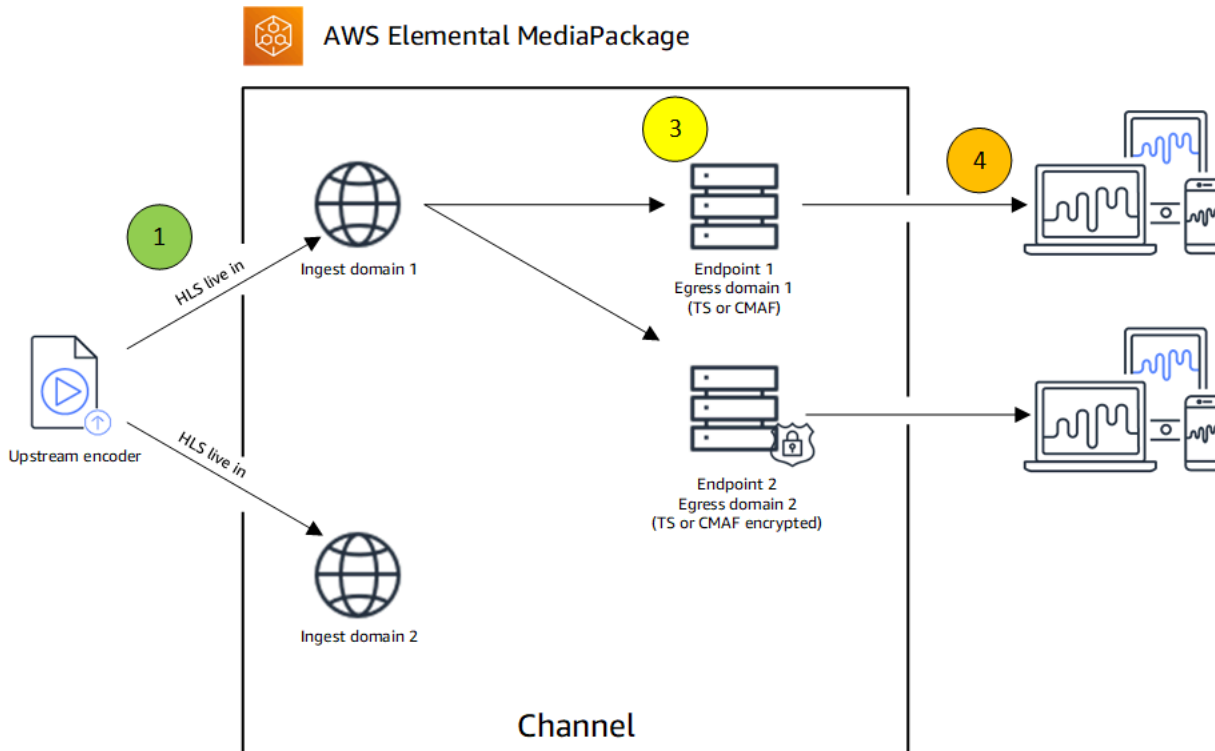 AWS Elemental MediaPackage
3
4
1
HLS live in
Ingest domain 1
Endpoint 1
Egress domain 1
(TS or CMAF)
Upstream encoder
HLS live in
Endpoint 2
Egress domain 2
(TS or CMAF encrypted)
Ingest domain 2
Channel